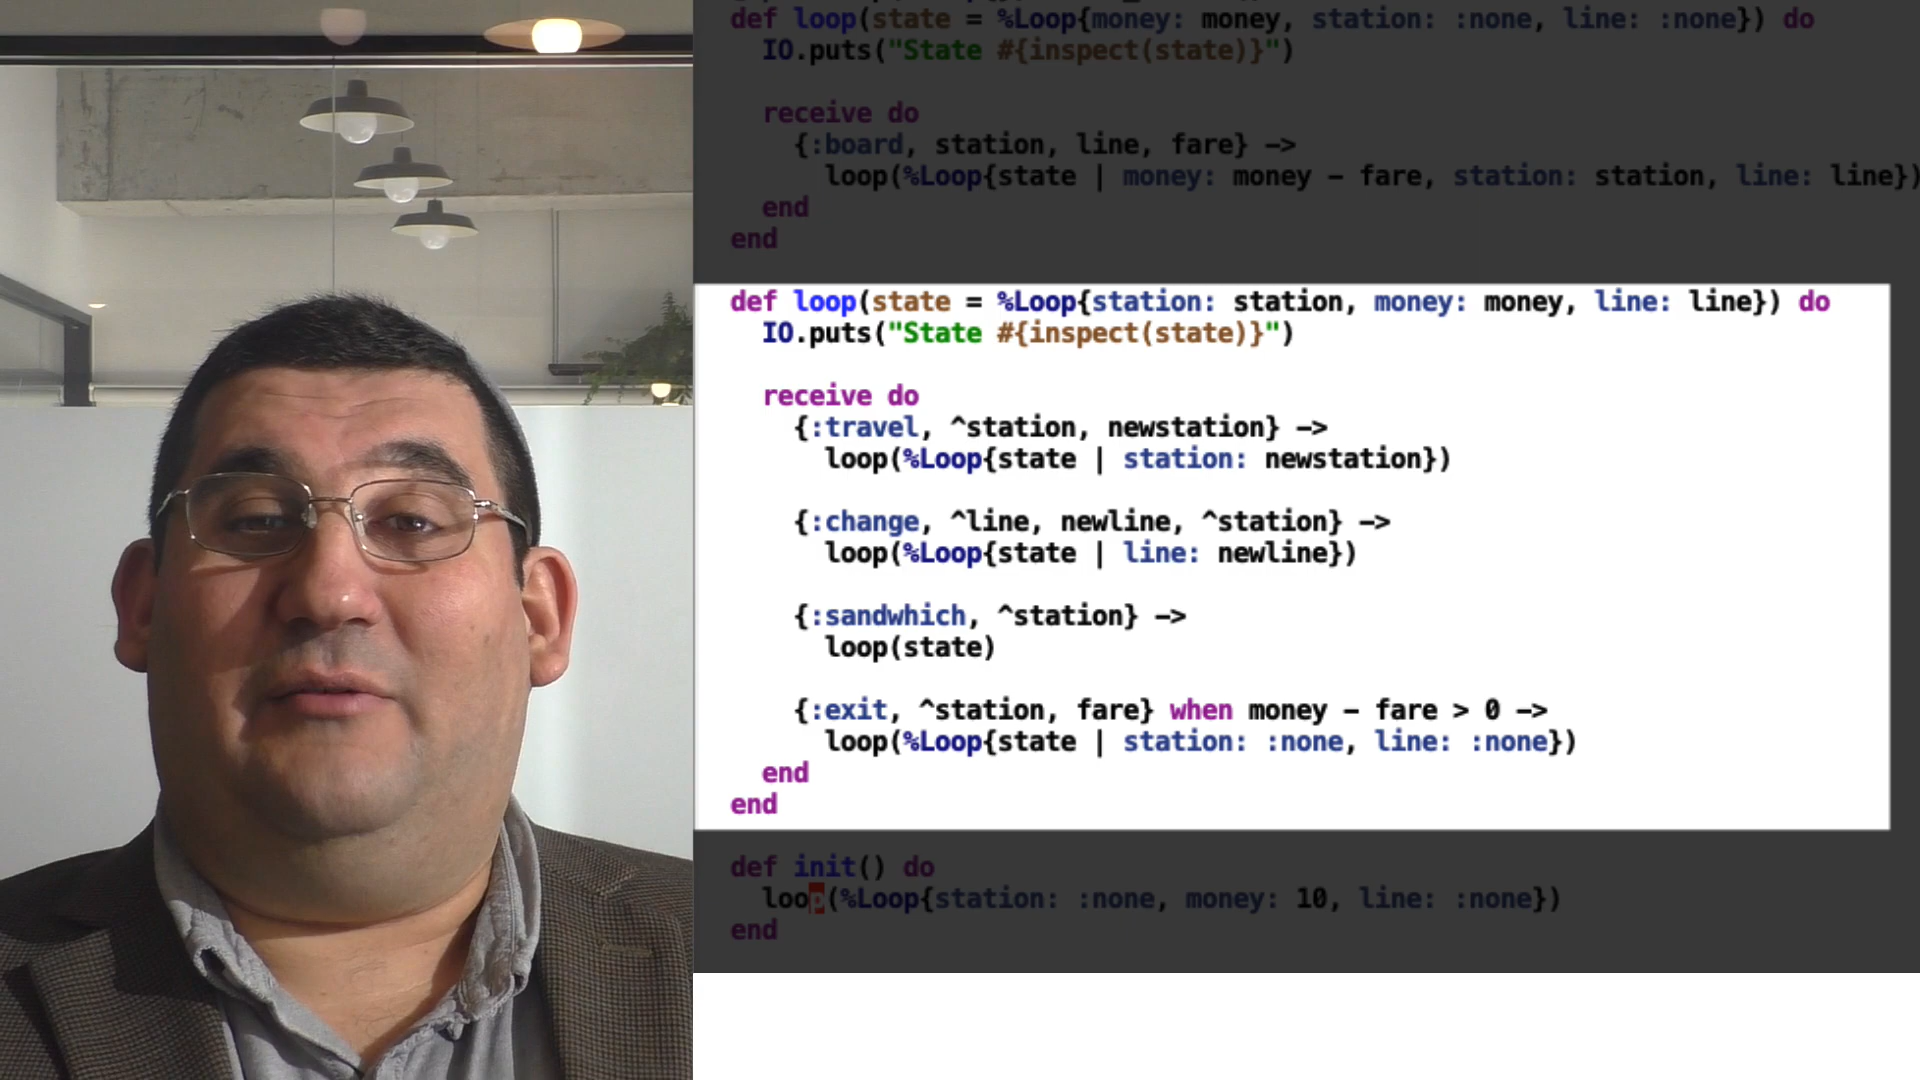 def loop(state = %Loop{money: money, station: :none, line: :none}) do
IO.puts("State #{inspect(state)}")
receive do
{:board, station, line, fare} ->
loop(%Loop{state | money: money - fare, station: station, line: line})
end
end
def loop(state = %Loop{station: station, money: money, line: line}) do
IO.puts("State #{inspect(state)}")
receive do
{:travel, ^station, newstation} ->
loop(%Loop{state | station: newstation})
{:change, ^line, newline, ^station} ->
loop(%Loop{state | line: newline})
{:sandwhich, ^station} ->
loop(state)
{:exit, ^station, fare} when money - fare > 0 ->
loop(%Loop{state | station: :none, line: :none})
end
end
def init() do
loop(%Loop{station: :none, money: 10, line: :none})
end